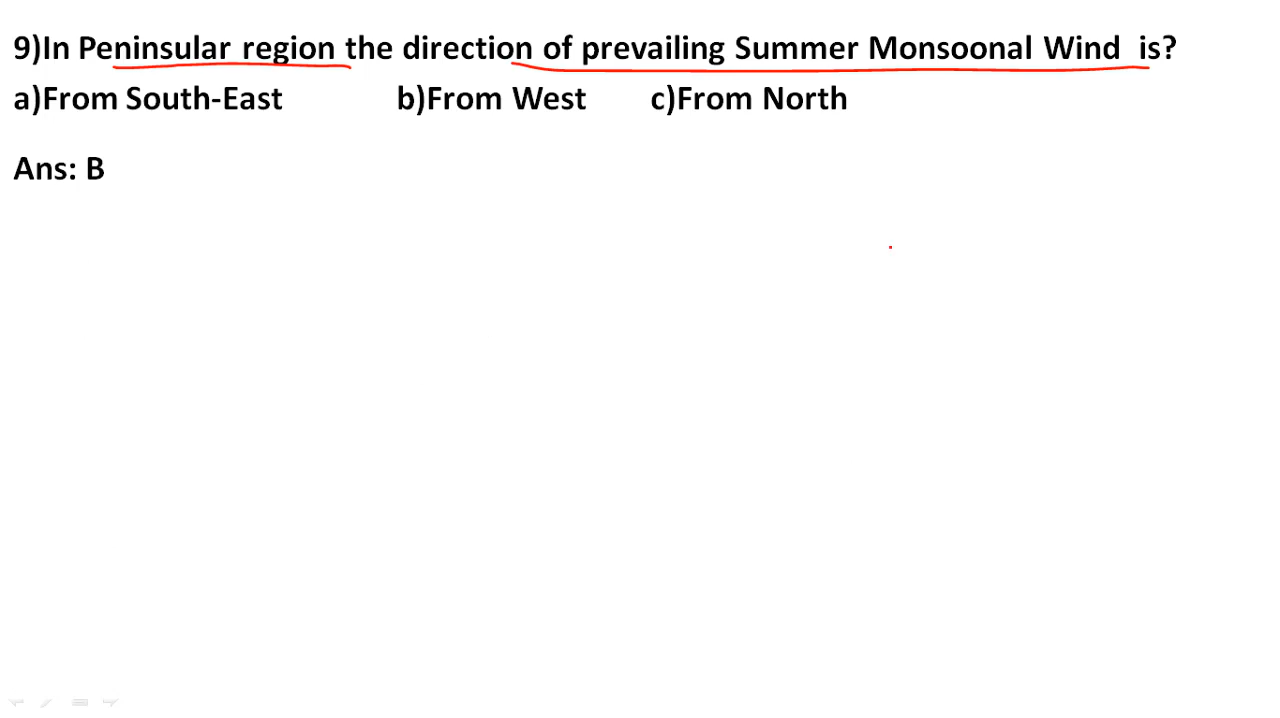 9)In Peninsular region the direction of prevailing Summer Monsoonal Wind is?
a)From South-East b)From West c)From North
Ans: B